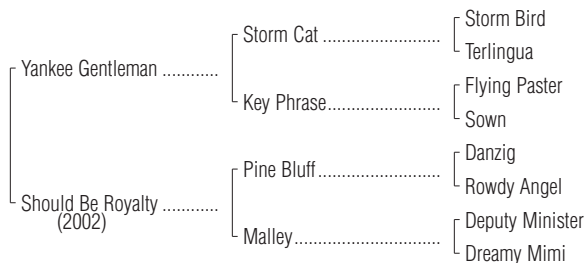 Storm Bird
Storm Cat ..........................
Terlingua
Yankee Gentleman ............
Flying Paster
Key Phrase.........................
Sown
Danzig
Pine Bluff...........................
Rowdy Angel
Should Be Royalty ............
(2002)
Deputy Minister
Malley................................
Dreamy Mimi